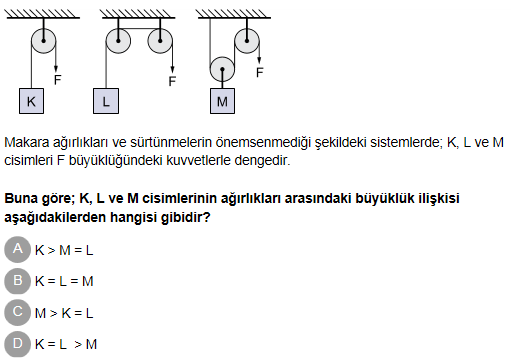 F
F
F
K
L
M
Makara ağırlıkları ve sürtünmelerin önemsenmediği şekildeki sistemlerde; K, L ve M
cisimleri F büyüklüğündeki kuvvetlerle dengedir.
Buna göre; K, L ve M cisimlerinin ağırlıkları arasındaki büyüklük ilişkisi
aşağıdakilerden hangisi gibidir?
A K > M = L
B K = L = M
C M > K = L
D K = L > M